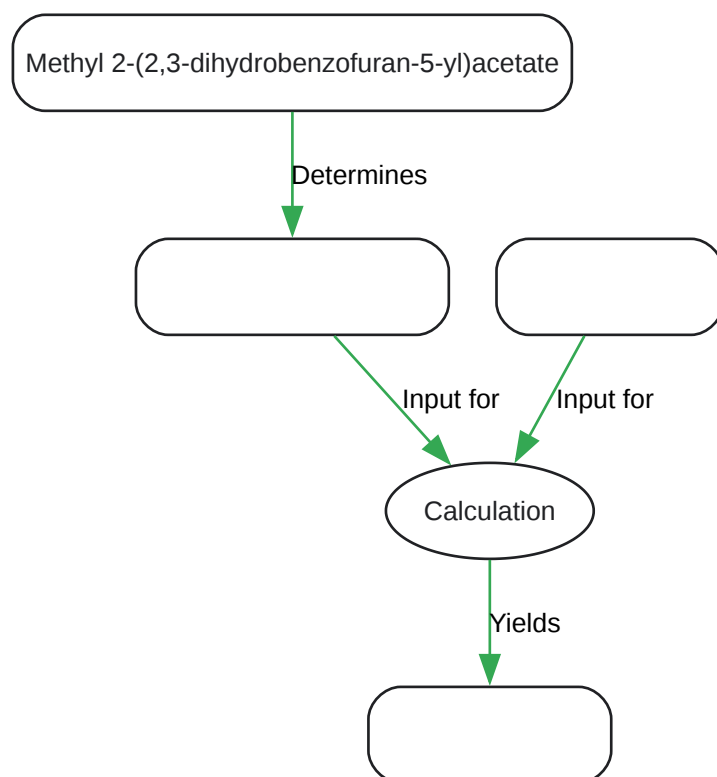 Methyl 2-(2,3-dihydrobenzofuran-5-yl)acetate
Determines
Input for
Input for
Calculation
Yields